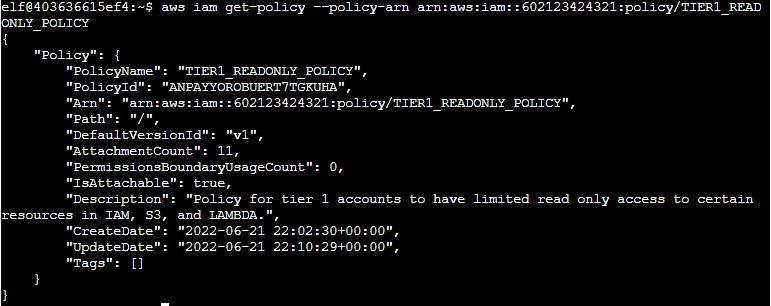 elf@403636615ef4:~$ aws iam get-policy --policy-arn arn:aws:iam::602123424321:policy/TIER1_READ
ONLY_POLICY
{
    "Policy": {
        "PolicyName": "TIER1_READONLY_POLICY",
        "PolicyId": "ANPAYYOROBUERT7TGKUHA",
        "Arn": "arn:aws:iam::602123424321:policy/TIER1_READONLY_POLICY",
        "Path": "/",
        "DefaultVersionId": "v1",
        "AttachmentCount": 11,
        "PermissionsBoundaryUsageCount": 0,
        "IsAttachable": true,
        "Description": "Policy for tier 1 accounts to have limited read only access to certain
resources in IAM, S3, and LAMBDA.",
        "CreateDate": "2022-06-21 22:02:30+00:00",
        "UpdateDate": "2022-06-21 22:10:29+00:00",
        "Tags": []
    }
}